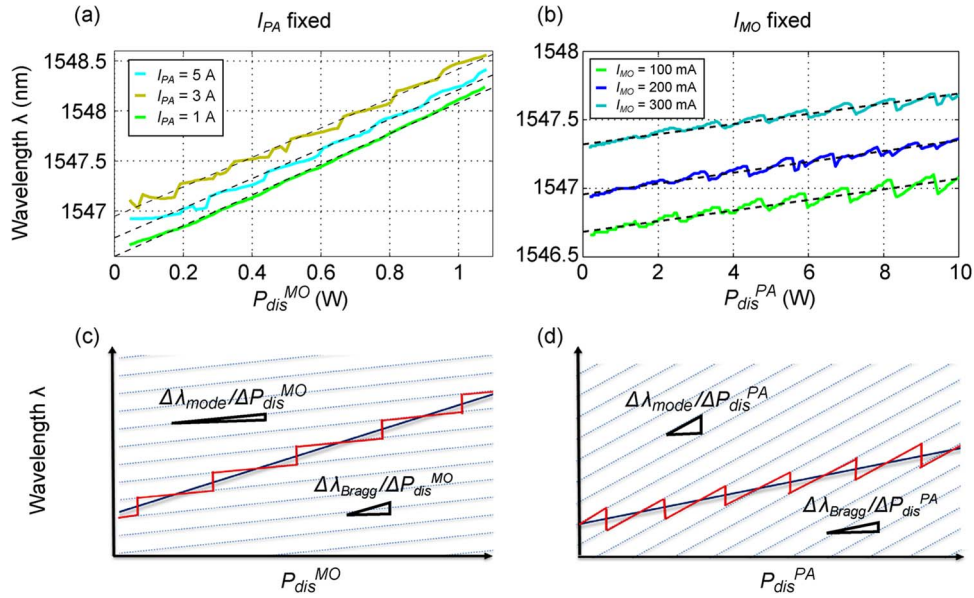 (a) I_PA fixed
Wavelength λ (nm)
1548.5
1548
1547.5
1547
I_PA = 5 A
I_PA = 3 A
I_PA = 1 A
0 0.2 0.4 0.6 0.8 1
P_dis^MO (W)
(b) I_MO fixed
1548
1547.5
1547
1546.5
I_MO = 100 mA
I_MO = 200 mA
I_MO = 300 mA
0 2 4 6 8 10
P_dis^PA (W)
(c)
Wavelength λ
Δλ_mode/ΔP_dis^MO
Δλ_Bragg/ΔP_dis^MO
P_dis^MO
(d)
Δλ_mode/ΔP_dis^PA
Δλ_Bragg/ΔP_dis^PA
P_dis^PA